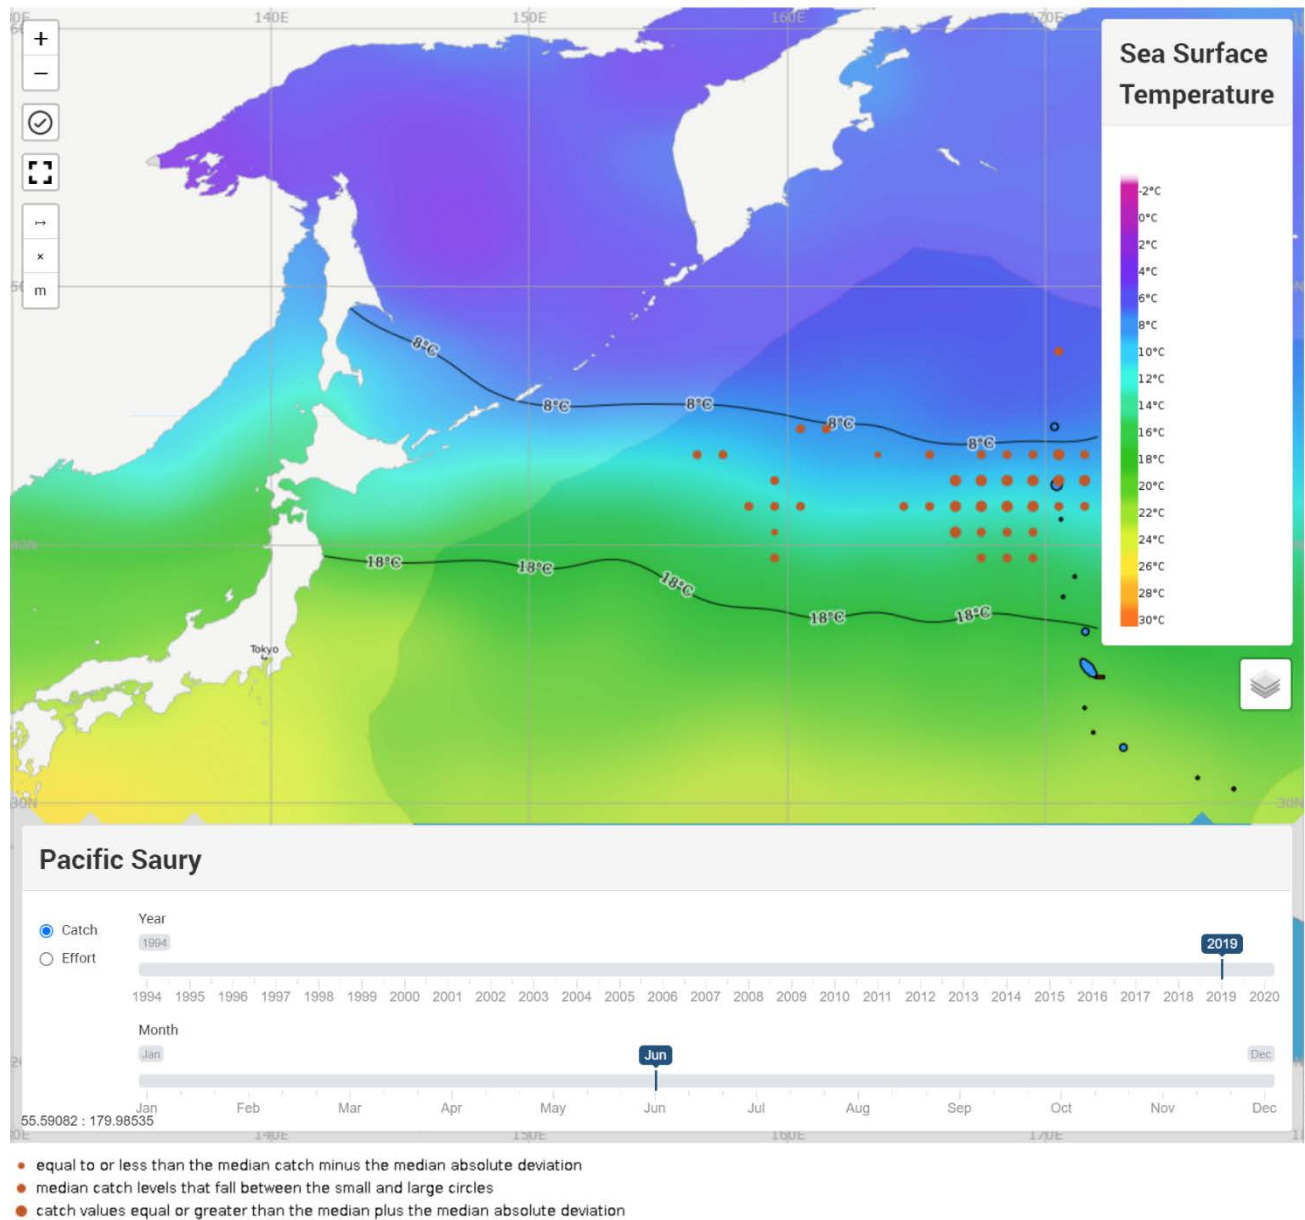 140E 150E 160E 170E
+
−
↦
×
m
Sea Surface
Temperature
-2°C
0°C
2°C
4°C
6°C
8°C
10°C
12°C
14°C
16°C
18°C
20°C
22°C
24°C
26°C
28°C
30°C
8°C
8°C
8°C
8°C
8°C
18°C
18°C
18°C
18°C
18°C
Tokyo
30N 30N
Pacific Saury
Catch
Effort
Year
1994
2019
1994 1995 1996 1997 1998 1999 2000 2001 2002 2003 2004 2005 2006 2007 2008 2009 2010 2011 2012 2013 2014 2015 2016 2017 2018 2019 2020
Month
Jan
Jun
Dec
Jan Feb Mar Apr May Jun Jul Aug Sep Oct Nov Dec
55.59082 : 179.98535
140E 150E 160E 170E
equal to or less than the median catch minus the median absolute deviation
median catch levels that fall between the small and large circles
catch values equal or greater than the median plus the median absolute deviation